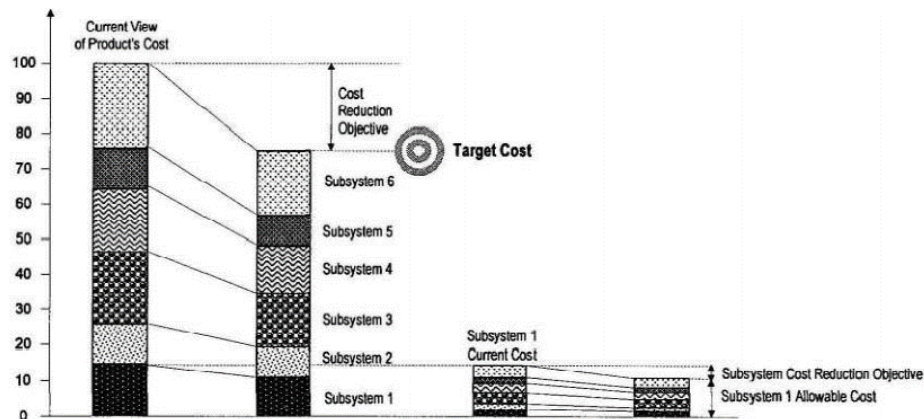 Current View
of Product's Cost
100
90
80
70
60
50
40
30
20
10
0
Cost
Reduction
Objective
Target Cost
Subsystem 6
Subsystem 5
Subsystem 4
Subsystem 3
Subsystem 2
Subsystem 1
Subsystem 1
Current Cost
Subsystem Cost Reduction Objective
Subsystem 1 Allowable Cost